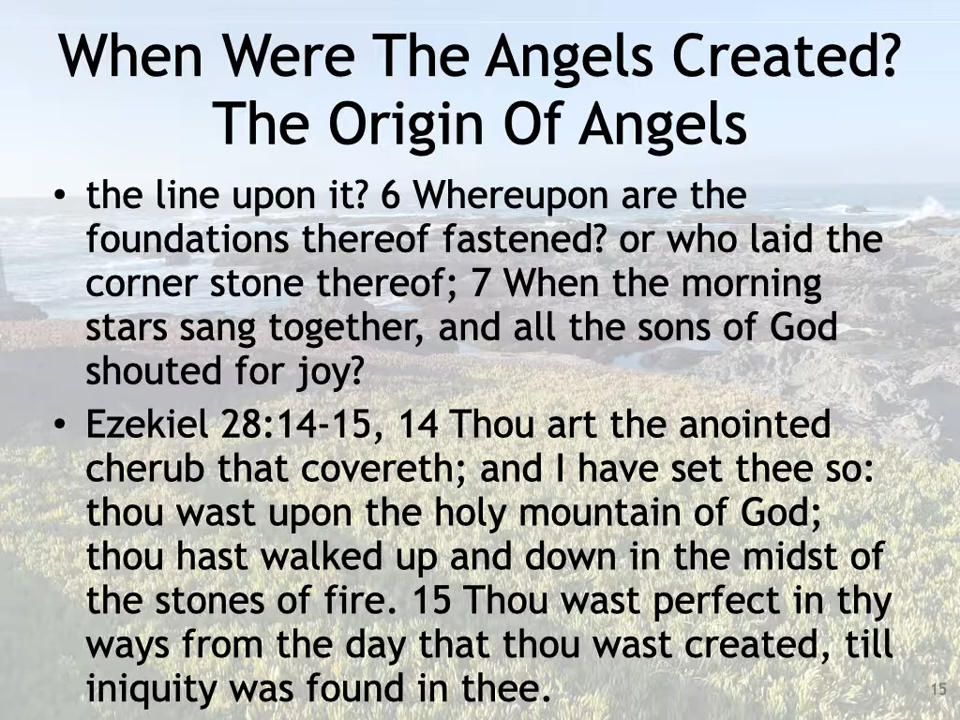 When Were The Angels Created?
The Origin Of Angels
• the line upon it? 6 Whereupon are the
foundations thereof fastened? or who laid the
corner stone thereof; 7 When the morning
stars sang together, and all the sons of God
shouted for joy?
• Ezekiel 28:14-15, 14 Thou art the anointed
cherub that covereth; and I have set thee so:
thou wast upon the holy mountain of God;
thou hast walked up and down in the midst of
the stones of fire. 15 Thou wast perfect in thy
ways from the day that thou wast created, till
iniquity was found in thee.
15